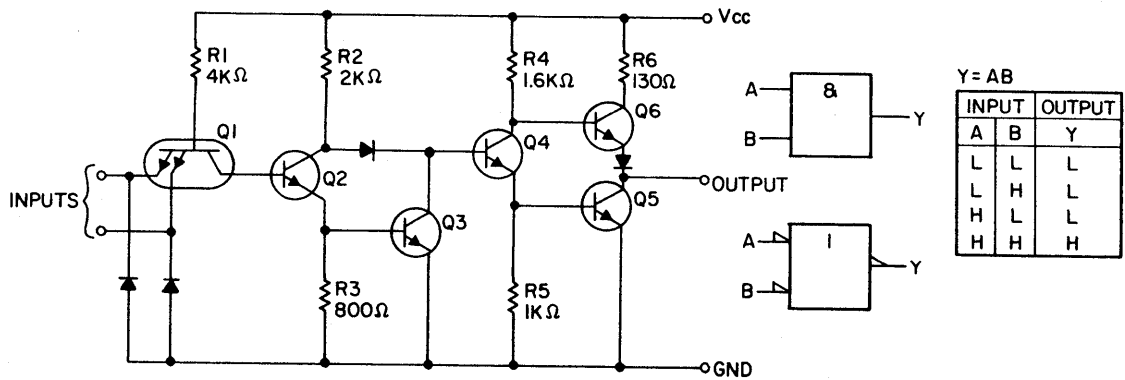 Vcc
R1
4KΩ
R2
2KΩ
R4
1.6KΩ
R6
130Ω
Q1
Q2
Q3
Q4
Q6
Q5
INPUTS
OUTPUT
R3
800Ω
R5
1KΩ
GND
A
B
&
Y
A
B
1
Y
Y=AB
INPUT OUTPUT
A B Y
L L L
L H L
H L L
H H H